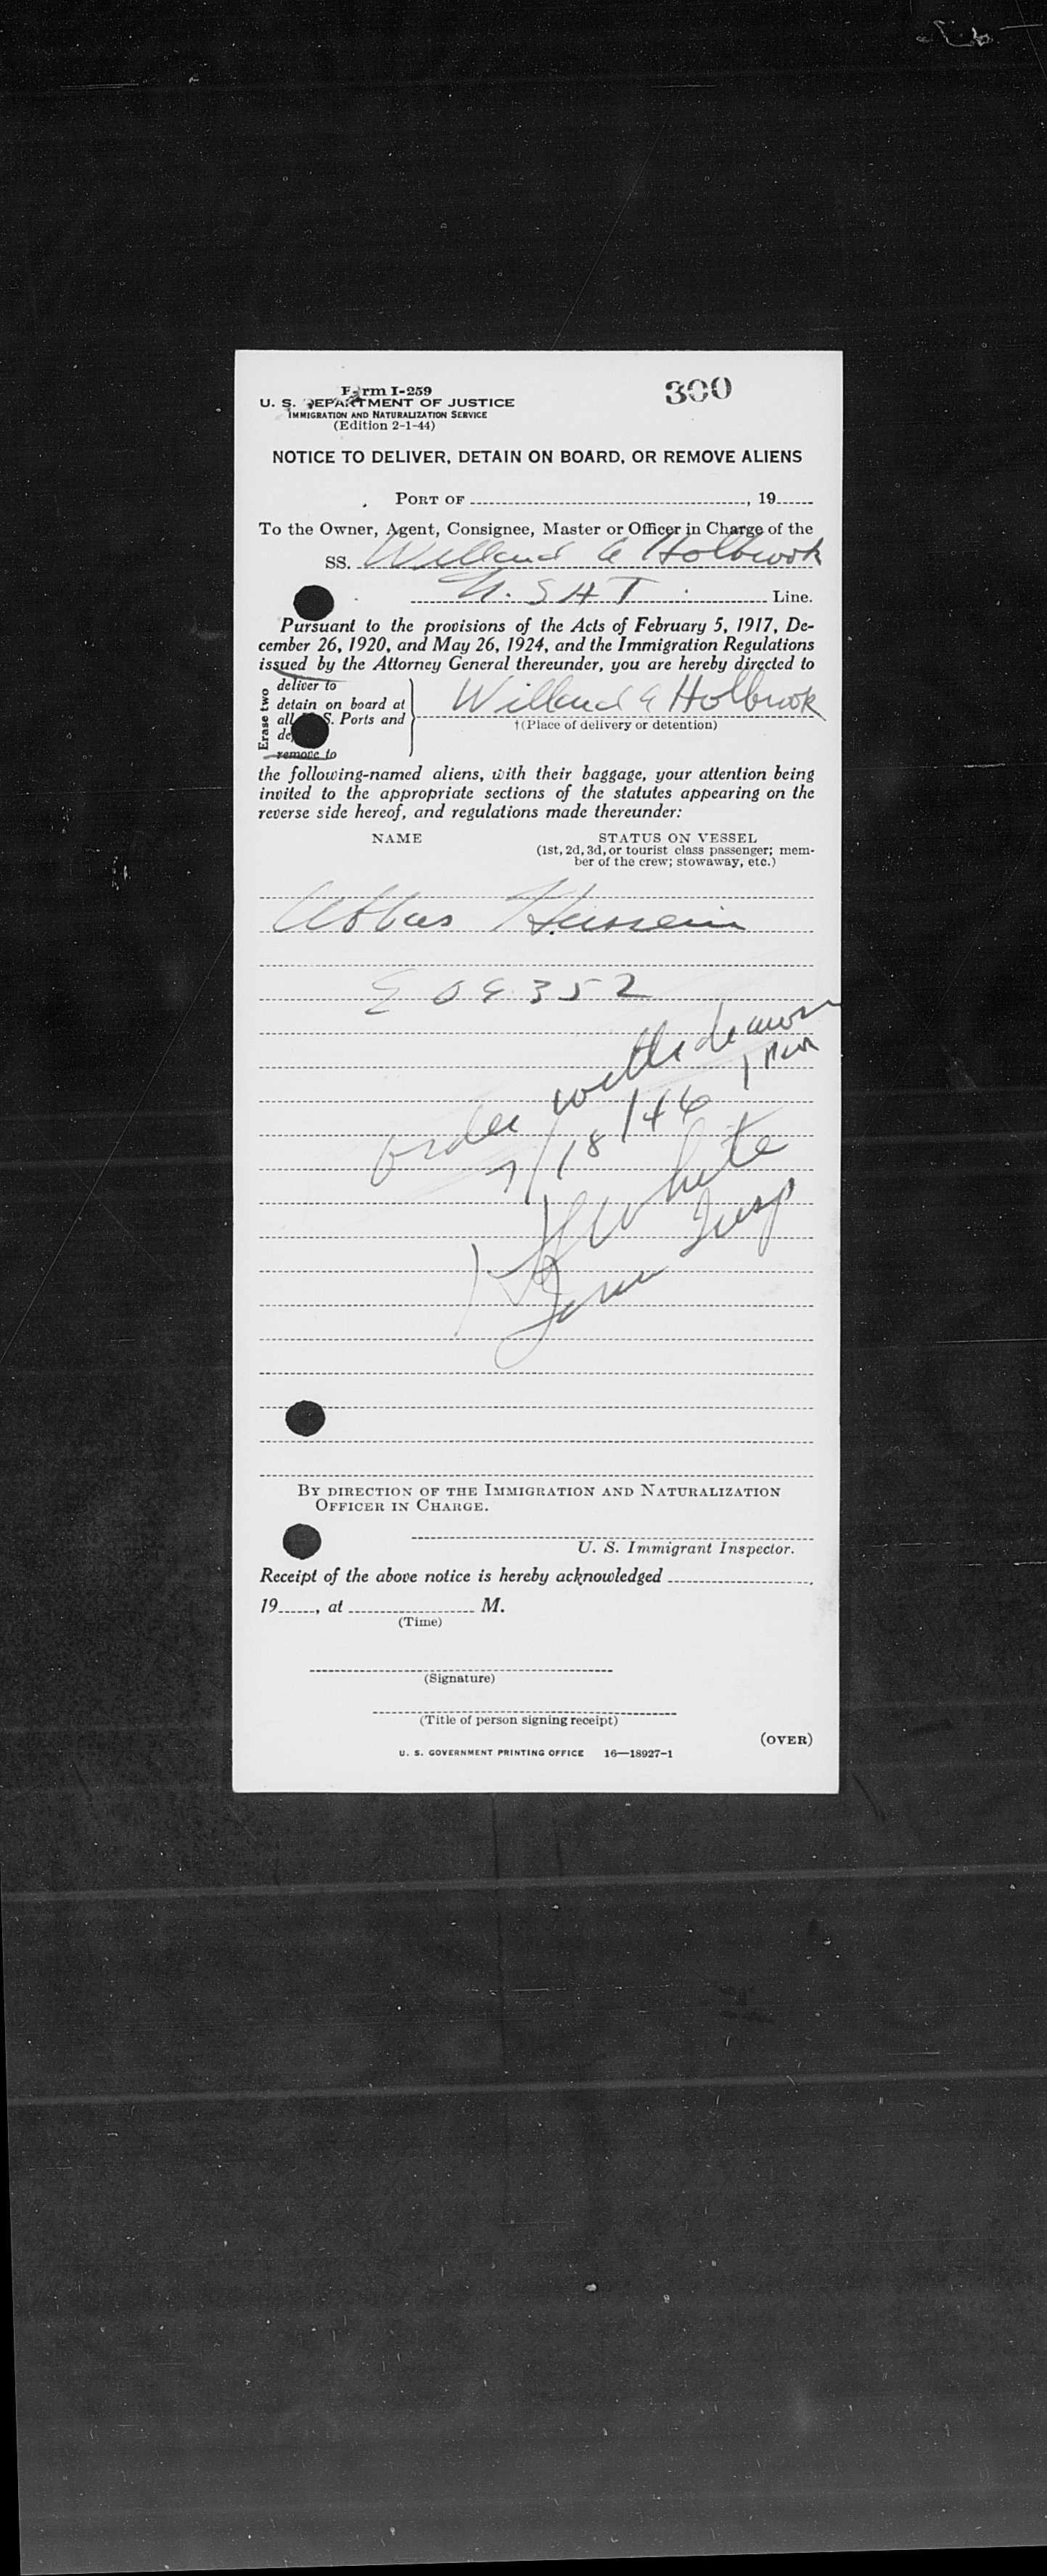 Form I-259
300
U. S. DEPARTMENT OF JUSTICE
IMMIGRATION AND NATURALIZATION SERVICE
(Edition 2-1-44)
NOTICE TO DELIVER, DETAIN ON BOARD, OR REMOVE ALIENS
PORT OF , 19
To the Owner, Agent, Consignee, Master or Officer in Charge of the
SS. Willard A Holbrook
U. S A T Line.
Pursuant to the provisions of the Acts of February 5, 1917, De-
cember 26, 1920, and May 26, 1924, and the Immigration Regulations
issued by the Attorney General thereunder, you are hereby directed to
Erase two
deliver to
detain on board at
all S. Ports and
de
remove to
Willard A Holbrook
†(Place of delivery or detention)
the following-named aliens, with their baggage, your attention being
invited to the appropriate sections of the statutes appearing on the
reverse side hereof, and regulations made thereunder:
NAME
STATUS ON VESSEL
(1st, 2d, 3d, or tourist class passenger; mem-
ber of the crew; stowaway, etc.)
Abbas Hussein
E 09352
order withdrawn
7/18/46 1 PM
White
Imm Insp
BY DIRECTION OF THE IMMIGRATION AND NATURALIZATION
OFFICER IN CHARGE.
U. S. Immigrant Inspector.
Receipt of the above notice is hereby acknowledged ,
19 , at M.
(Time)
(Signature)
(Title of person signing receipt)
(OVER)
U. S. GOVERNMENT PRINTING OFFICE 16—18927-1